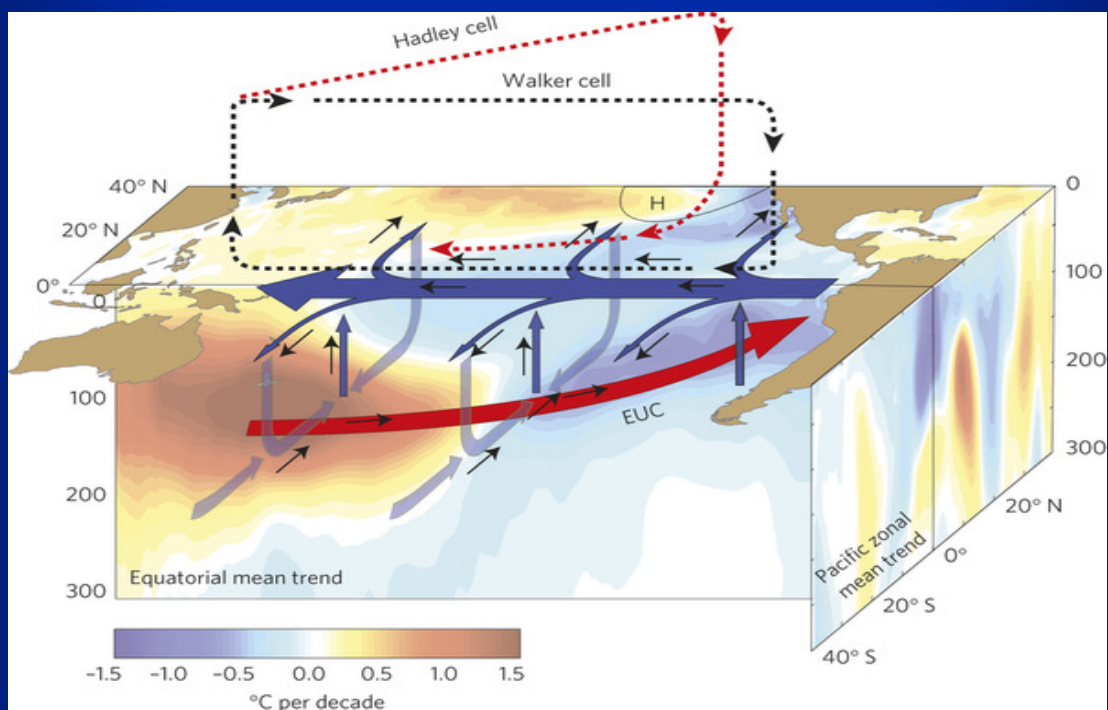 Hadley cell
Walker cell
40° N
20° N
0°
H
0
0
100
100
200
200
300
300
EUC
Equatorial mean trend
Pacific zonal
mean trend
20° N
0°
20° S
40° S
-1.5 -1.0 -0.5 0.0 0.5 1.0 1.5
°C per decade